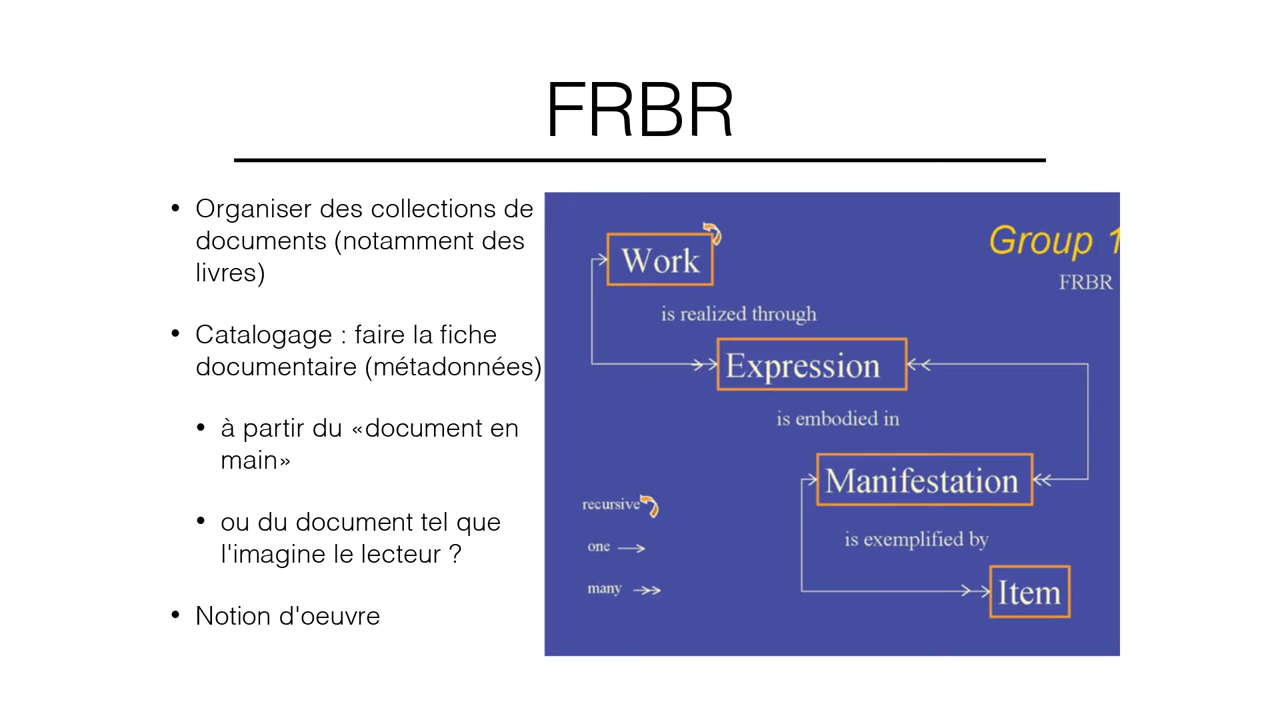 FRBR
• Organiser des collections de
documents (notamment des
livres)
• Catalogage : faire la fiche
documentaire (métadonnées)
• à partir du «document en
main»
• ou du document tel que
l'imagine le lecteur ?
• Notion d'oeuvre
Group 1
FRBR
Work
is realized through
Expression
is embodied in
Manifestation
is exemplified by
Item
recursive
one
many